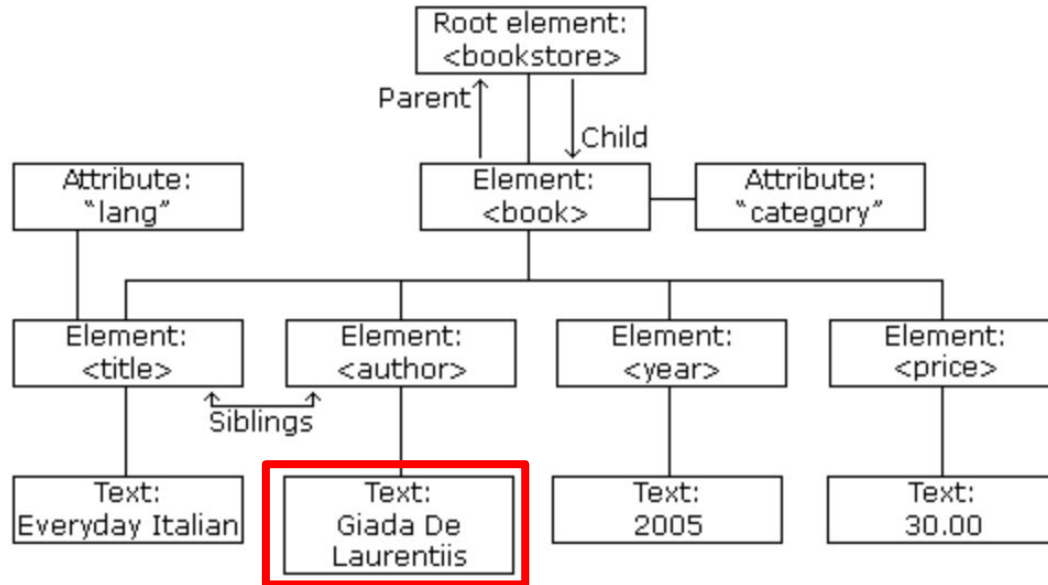 Root element:
<bookstore>
Parent
Child
Attribute:
“lang”
Element:
<book>
Attribute:
“category”
Element:
<title>
Element:
<author>
Element:
<year>
Element:
<price>
Siblings
Text:
Everyday Italian
Text:
Giada De
Laurentiis
Text:
2005
Text:
30.00